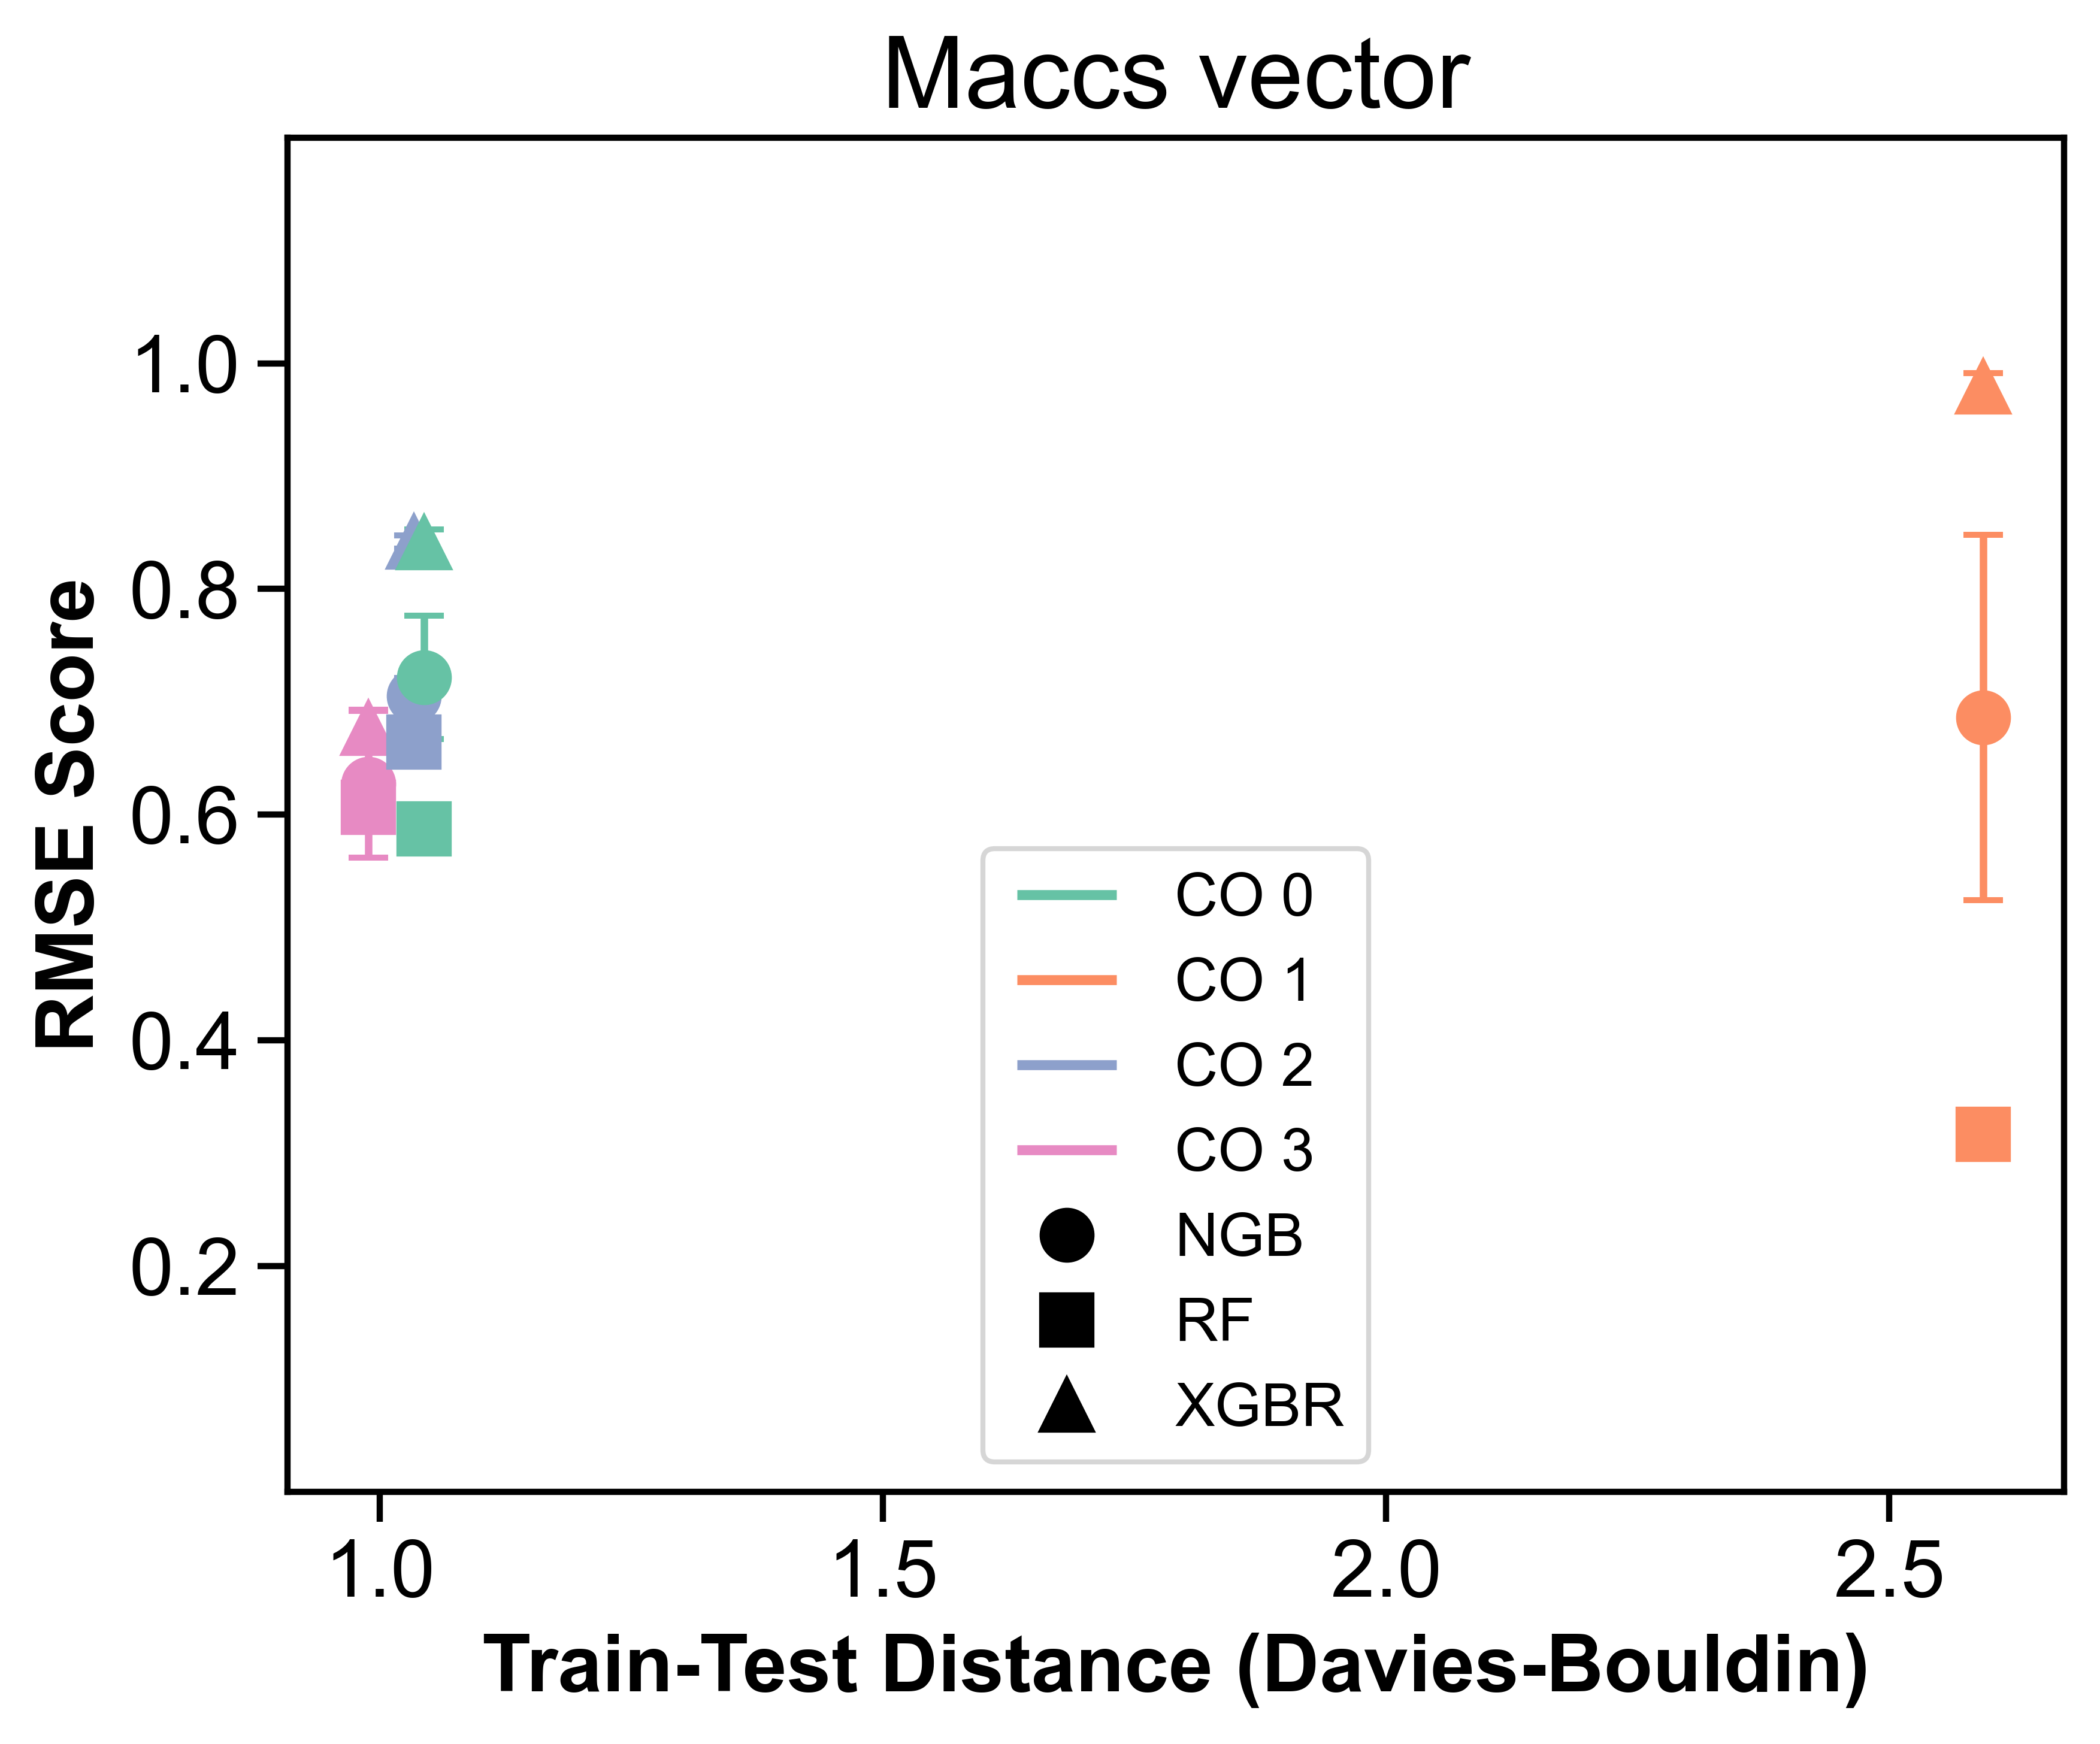 Maccs vector
RMSE Score
1.0
0.8
0.6
0.4
0.2
CO 0
CO 1
CO 2
CO 3
NGB
RF
XGBR
1.0 1.5 2.0 2.5
Train-Test Distance (Davies-Bouldin)